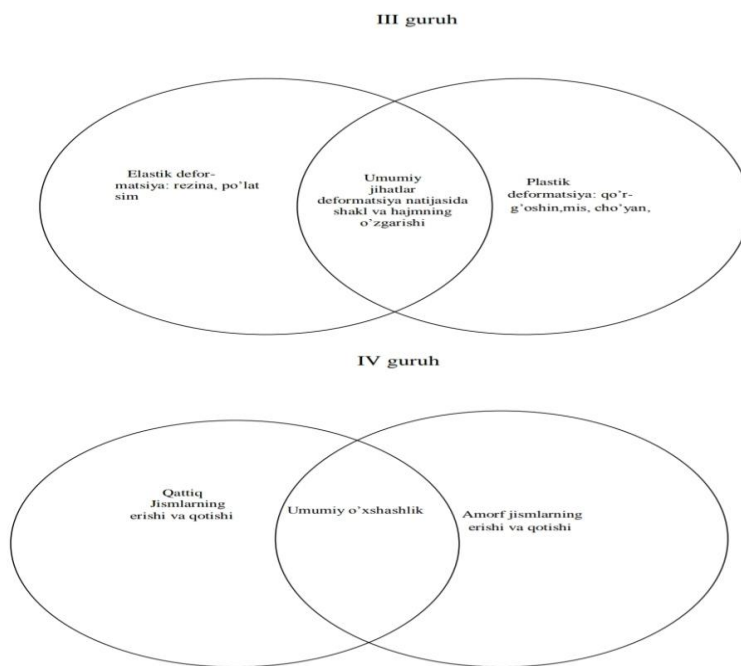 III guruh
Elastik defor-
matsiya: rezina, po’lat
sim
Umumiy
jihatlar
deformatsiya natijasida
shakl va hajmning
o’zgarishi
Plastik
deformatsiya: qo’r-
g’oshin,mis, cho’yan,
IV guruh
Qattiq
Jismlarning
erishi va qotishi
Umumiy o’xshashlik
Amorf jismlarning
erishi va qotishi